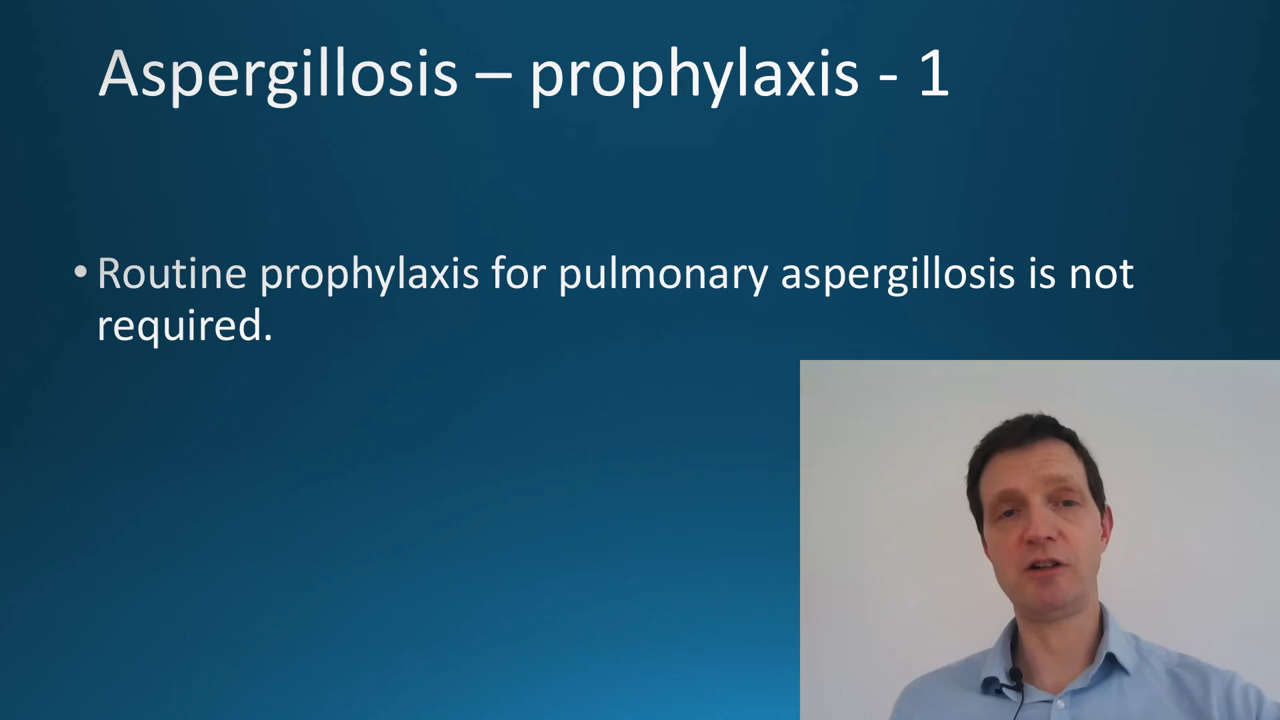 Aspergillosis – prophylaxis - 1
• Routine prophylaxis for pulmonary aspergillosis is not
required.